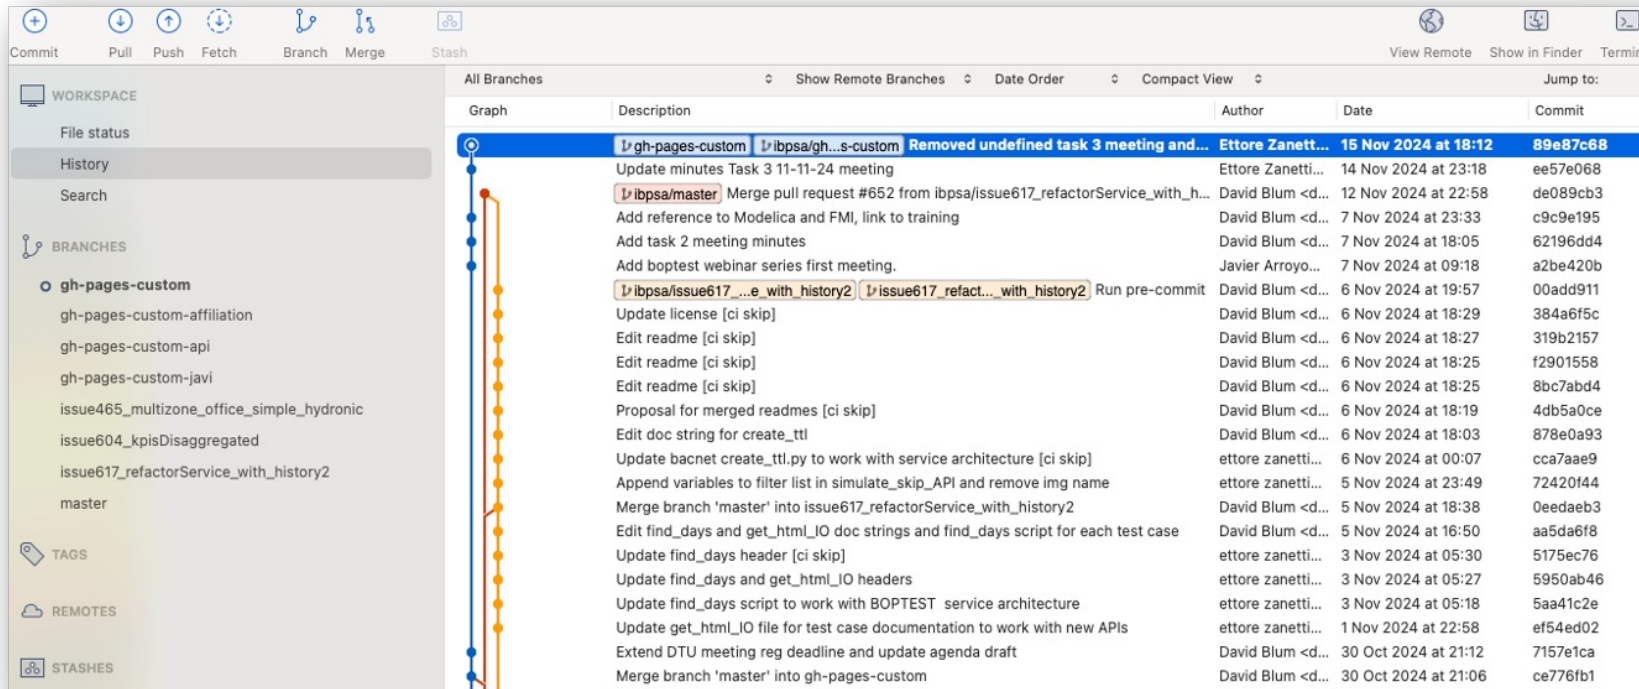 Commit Pull Push Fetch Branch Merge Stash View Remote Show in Finder Termin
WORKSPACE
File status
History
Search
BRANCHES
gh-pages-custom
gh-pages-custom-affiliation
gh-pages-custom-api
gh-pages-custom-javi
issue465_multizone_office_simple_hydronic
issue604_kpisDisaggregated
issue617_refactorService_with_history2
master
TAGS
REMOTES
STASHES
All Branches Show Remote Branches Date Order Compact View Jump to:
Graph Description Author Date Commit
gh-pages-custom ibpsa/gh...s-custom Removed undefined task 3 meeting and... Ettore Zanett... 15 Nov 2024 at 18:12 89e87c68
Update minutes Task 3 11-11-24 meeting Ettore Zanetti... 14 Nov 2024 at 23:18 ee57e068
ibpsa/master Merge pull request #652 from ibpsa/issue617_refactorService_with_h... David Blum <d... 12 Nov 2024 at 22:58 de089cb3
Add reference to Modelica and FMI, link to training David Blum <d... 7 Nov 2024 at 23:33 c9c9e195
Add task 2 meeting minutes David Blum <d... 7 Nov 2024 at 18:05 62196dd4
Add boptest webinar series first meeting. Javier Arroyo... 7 Nov 2024 at 09:18 a2be420b
ibpsa/issue617_...e_with_history2 issue617_refact..._with_history2 Run pre-commit David Blum <d... 6 Nov 2024 at 19:57 00add911
Update license [ci skip] David Blum <d... 6 Nov 2024 at 18:29 384a6f5c
Edit readme [ci skip] David Blum <d... 6 Nov 2024 at 18:27 319b2157
Edit readme [ci skip] David Blum <d... 6 Nov 2024 at 18:25 f2901558
Edit readme [ci skip] David Blum <d... 6 Nov 2024 at 18:25 8bc7abd4
Proposal for merged readmes [ci skip] David Blum <d... 6 Nov 2024 at 18:19 4db5a0ce
Edit doc string for create_ttl David Blum <d... 6 Nov 2024 at 18:03 878e0a93
Update bacnet create_ttl.py to work with service architecture [ci skip] ettore zanetti... 6 Nov 2024 at 00:07 cca7aae9
Append variables to filter list in simulate_skip_API and remove img name ettore zanetti... 5 Nov 2024 at 23:49 72420f44
Merge branch 'master' into issue617_refactorService_with_history2 David Blum <d... 5 Nov 2024 at 18:38 0eedaeb3
Edit find_days and get_html_IO doc strings and find_days script for each test case David Blum <d... 5 Nov 2024 at 16:50 aa5da6f8
Update find_days header [ci skip] ettore zanetti... 3 Nov 2024 at 05:30 5175ec76
Update find_days and get_html_IO headers ettore zanetti... 3 Nov 2024 at 05:27 5950ab46
Update find_days script to work with BOPTEST service architecture ettore zanetti... 3 Nov 2024 at 05:18 5aa41c2e
Update get_html_IO file for test case documentation to work with new APIs ettore zanetti... 1 Nov 2024 at 22:58 ef54ed02
Extend DTU meeting reg deadline and update agenda draft David Blum <d... 30 Oct 2024 at 21:12 7157e1ca
Merge branch 'master' into gh-pages-custom David Blum <d... 30 Oct 2024 at 21:06 ce776fb1